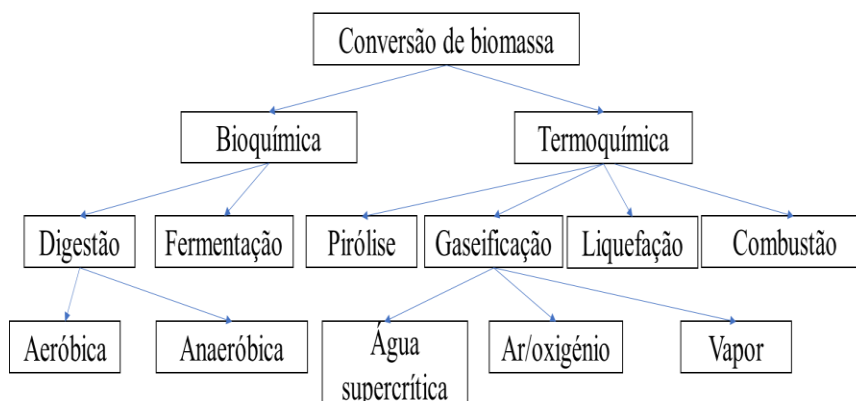 Conversão de biomassa
Bioquímica
Termoquímica
Digestão
Fermentação
Pirólise
Gaseificação
Liquefação
Combustão
Aeróbica
Anaeróbica
Água
supercrítica
Ar/oxigénio
Vapor